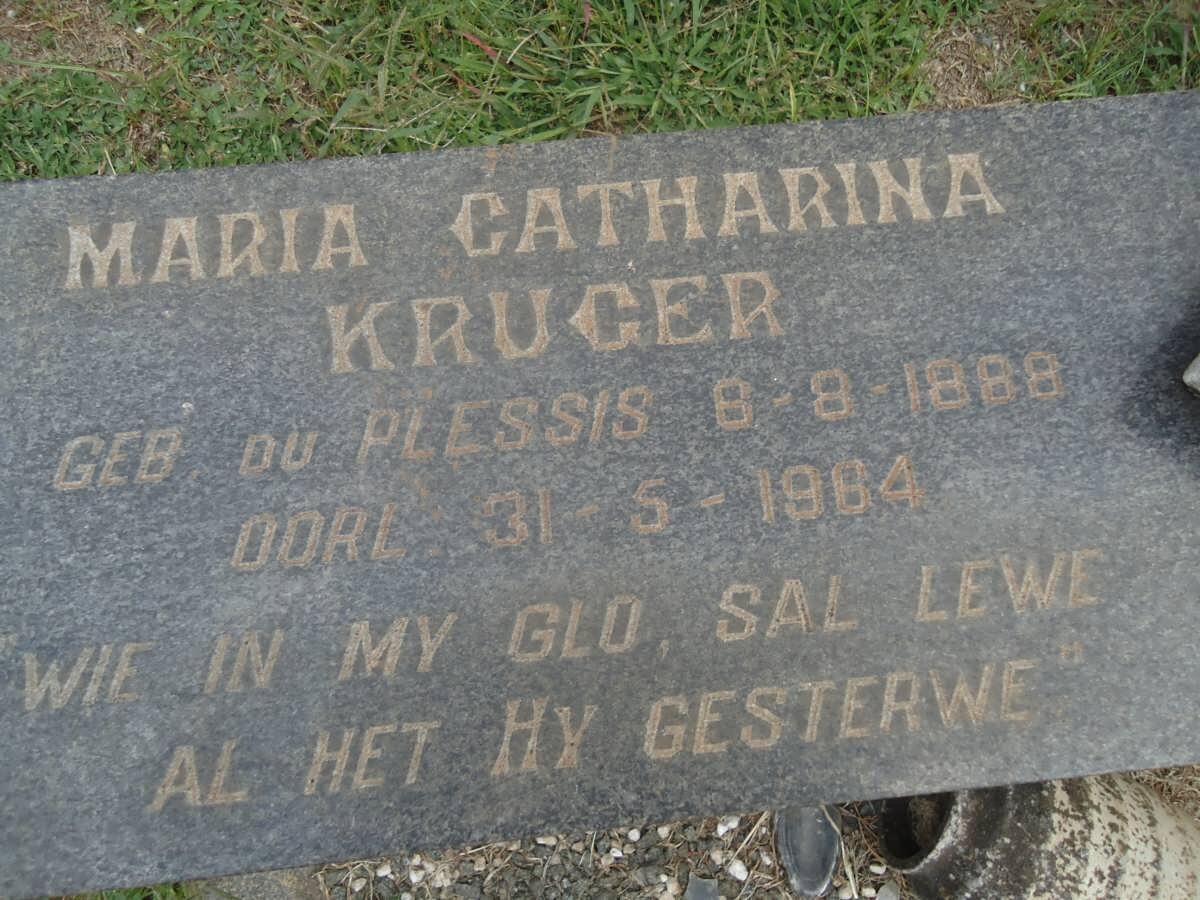 MARIA CATHARINA
KRUGER
GEB. DU PLESSIS 8-8-1888
OORL. 31-5-1964
"WIE IN MY GLO, SAL LEWE
AL HET HY GESTERWE."